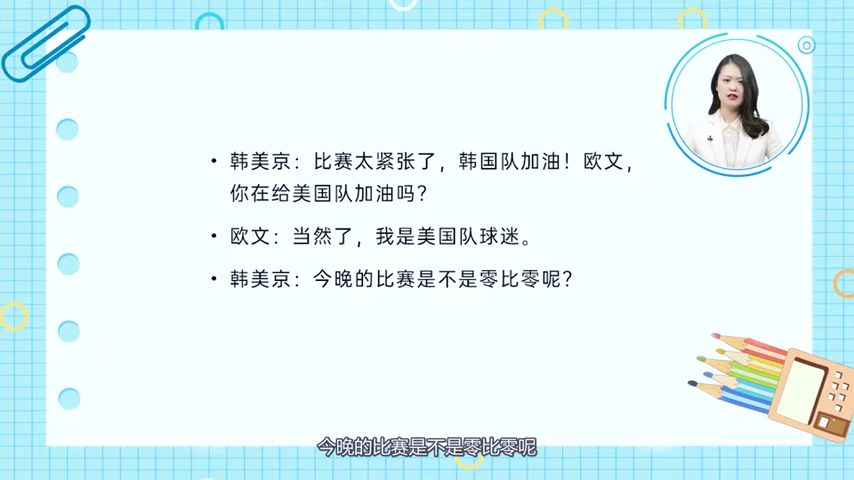 • 韩美京：比赛太紧张了，韩国队加油！欧文，
你在给美国队加油吗？
• 欧文：当然了，我是美国队球迷。
• 韩美京：今晚的比赛是不是零比零呢？
今晚的比赛是不是零比零呢